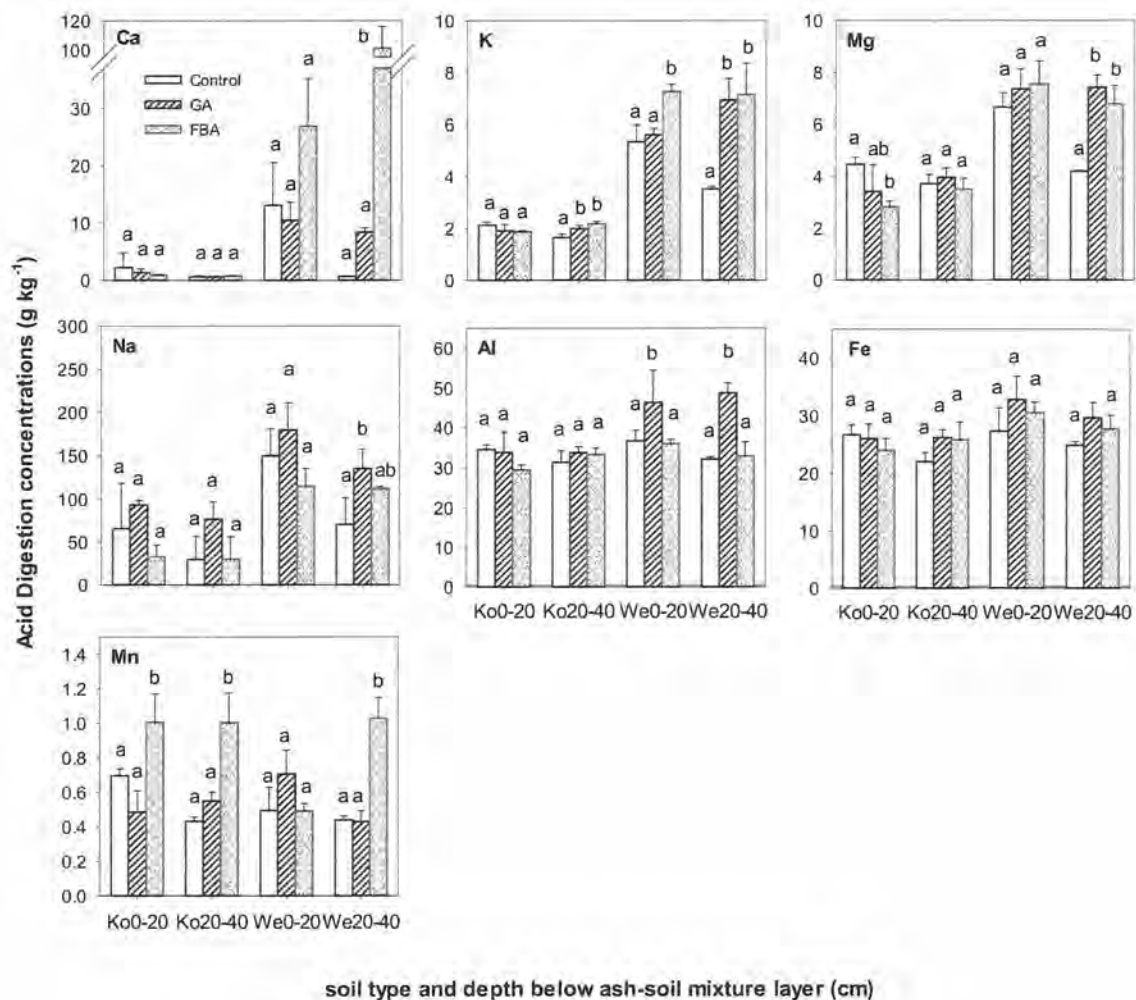 Acid Digestion concentrations (g kg-1)
Ca
120
100
30
20
10
0
Control
GA
FBA
a
a a
a a a
a
a
a
a
a
b
K
10
8
6
4
2
0
a a a
a b b
a a
b
a
b
b
Mg
10
8
6
4
2
0
a
ab
b
a a a
a a a
a
b
b
Na
300
250
200
150
100
50
0
a a
a
a
a
a
a
a
a
a
b
ab
Al
60
50
40
30
20
10
0
a a
a
a a a
a
b
a
a
b
a
Ko0-20 Ko20-40 We0-20 We20-40
Fe
40
30
20
10
0
a a
a
a
a a
a
a
a
a
a
a
Ko0-20 Ko20-40 We0-20 We20-40
Mn
1.4
1.2
1.0
0.8
0.6
0.4
0.2
0.0
a
a
b
a
a
b
a
a
a
a a
b
Ko0-20 Ko20-40 We0-20 We20-40
soil type and depth below ash-soil mixture layer (cm)